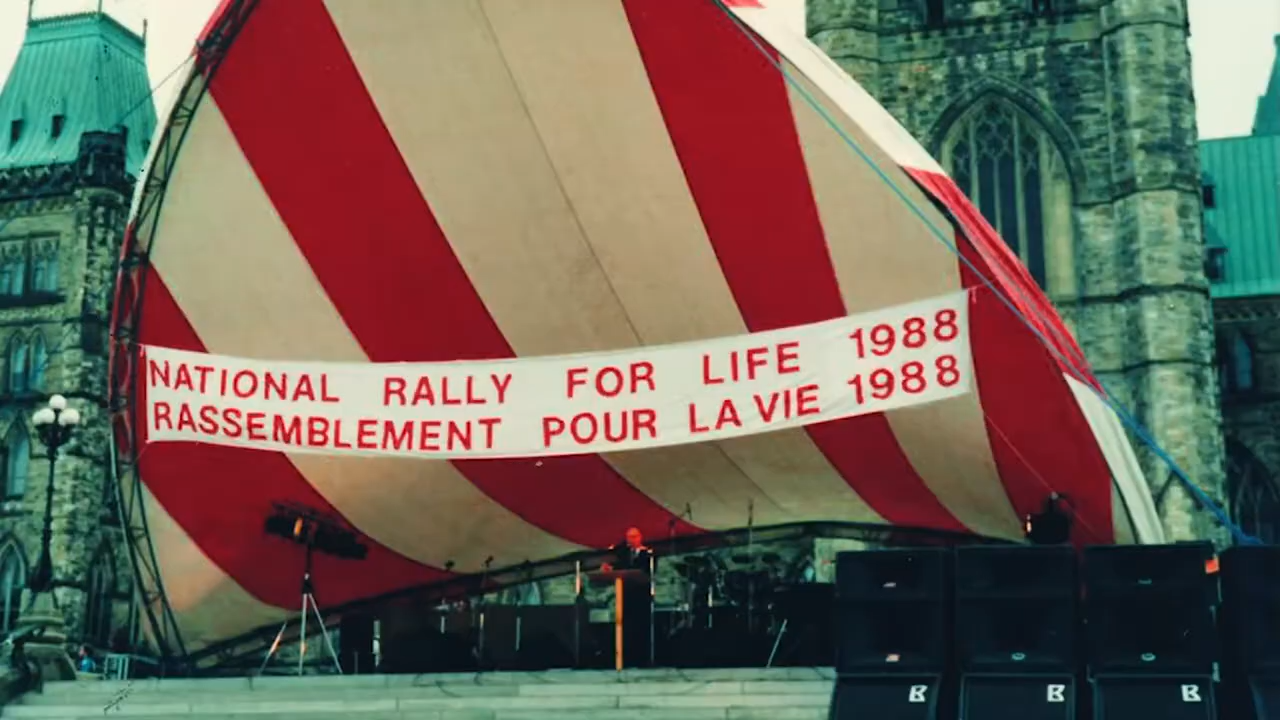 NATIONAL RALLY FOR LIFE 1988
RASSEMBLEMENT POUR LA VIE 1988
B B B